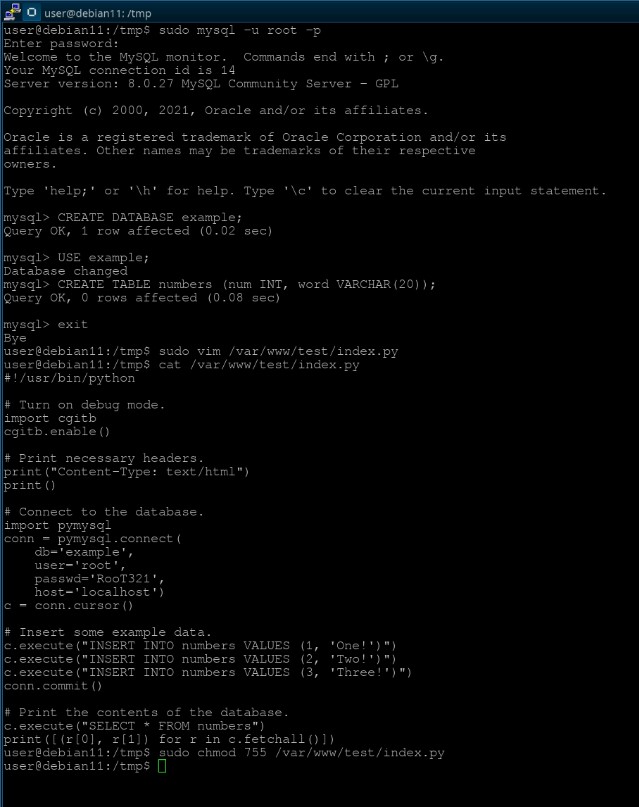 user@debian11: /tmp
user@debian11:/tmp$ sudo mysql -u root -p
Enter password:
Welcome to the MySQL monitor.  Commands end with ; or \g.
Your MySQL connection id is 14
Server version: 8.0.27 MySQL Community Server - GPL

Copyright (c) 2000, 2021, Oracle and/or its affiliates.

Oracle is a registered trademark of Oracle Corporation and/or its
affiliates. Other names may be trademarks of their respective
owners.

Type 'help;' or '\h' for help. Type '\c' to clear the current input statement.

mysql> CREATE DATABASE example;
Query OK, 1 row affected (0.02 sec)

mysql> USE example;
Database changed
mysql> CREATE TABLE numbers (num INT, word VARCHAR(20));
Query OK, 0 rows affected (0.08 sec)

mysql> exit
Bye
user@debian11:/tmp$ sudo vim /var/www/test/index.py
user@debian11:/tmp$ cat /var/www/test/index.py
#!/usr/bin/python

# Turn on debug mode.
import cgitb
cgitb.enable()

# Print necessary headers.
print("Content-Type: text/html")
print()

# Connect to the database.
import pymysql
conn = pymysql.connect(
    db='example',
    user='root',
    passwd='RooT321',
    host='localhost')
c = conn.cursor()

# Insert some example data.
c.execute("INSERT INTO numbers VALUES (1, 'One!')")
c.execute("INSERT INTO numbers VALUES (2, 'Two!')")
c.execute("INSERT INTO numbers VALUES (3, 'Three!')")
conn.commit()

# Print the contents of the database.
c.execute("SELECT * FROM numbers")
print([(r[0], r[1]) for r in c.fetchall()])
user@debian11:/tmp$ sudo chmod 755 /var/www/test/index.py
user@debian11:/tmp$